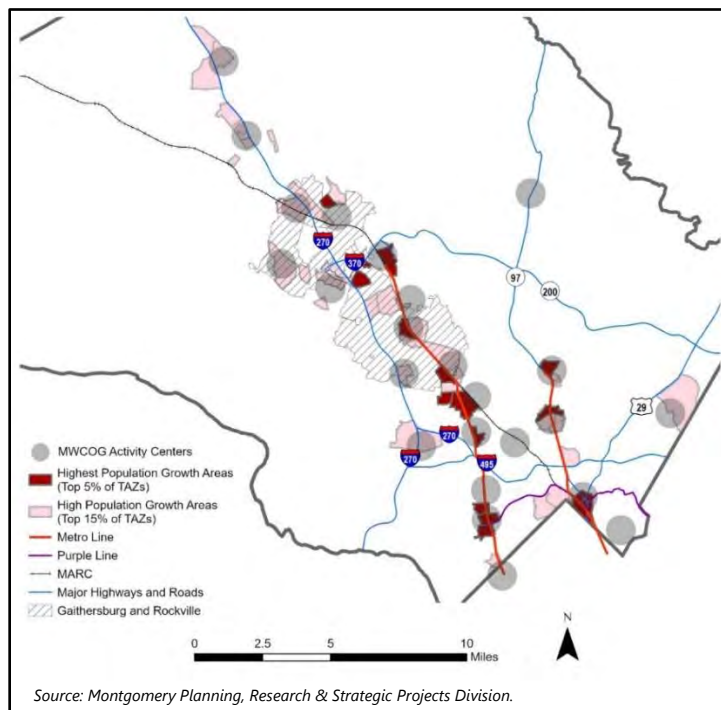 270
370
97
200
29
270
270
495
MWCOG Activity Centers
Highest Population Growth Areas
(Top 5% of TAZs)
High Population Growth Areas
(Top 15% of TAZs)
Metro Line
Purple Line
MARC
Major Highways and Roads
Gaithersburg and Rockville
N
0 2.5 5 10
Miles
Source: Montgomery Planning, Research & Strategic Projects Division.